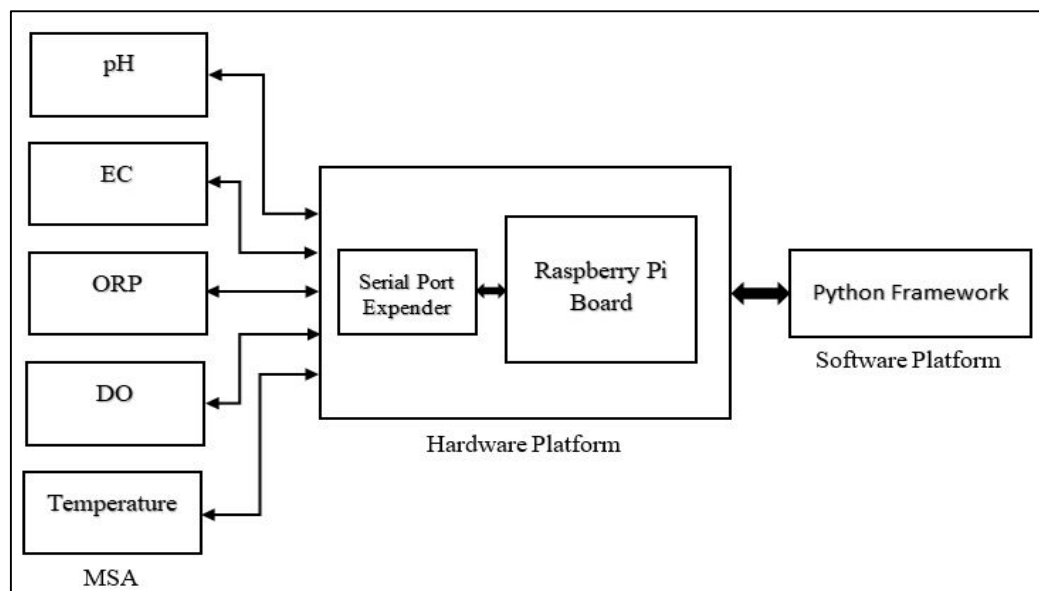 pH
EC
ORP
DO
Temperature
MSA
Serial Port
Expender
Raspberry Pi
Board
Hardware Platform
Python Framework
Software Platform